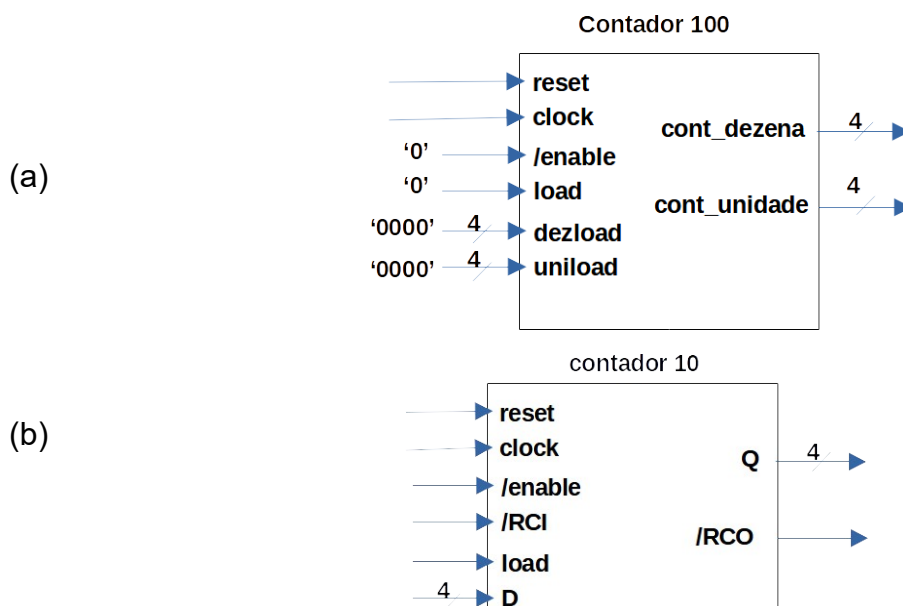 Contador 100
(a)
reset
clock
‘0’ /enable
‘0’ load
‘0000’ 4 dezload
‘0000’ 4 uniload
cont_dezena 4
cont_unidade 4
contador 10
(b)
reset
clock
/enable
/RCI
load
4 D
Q 4
/RCO